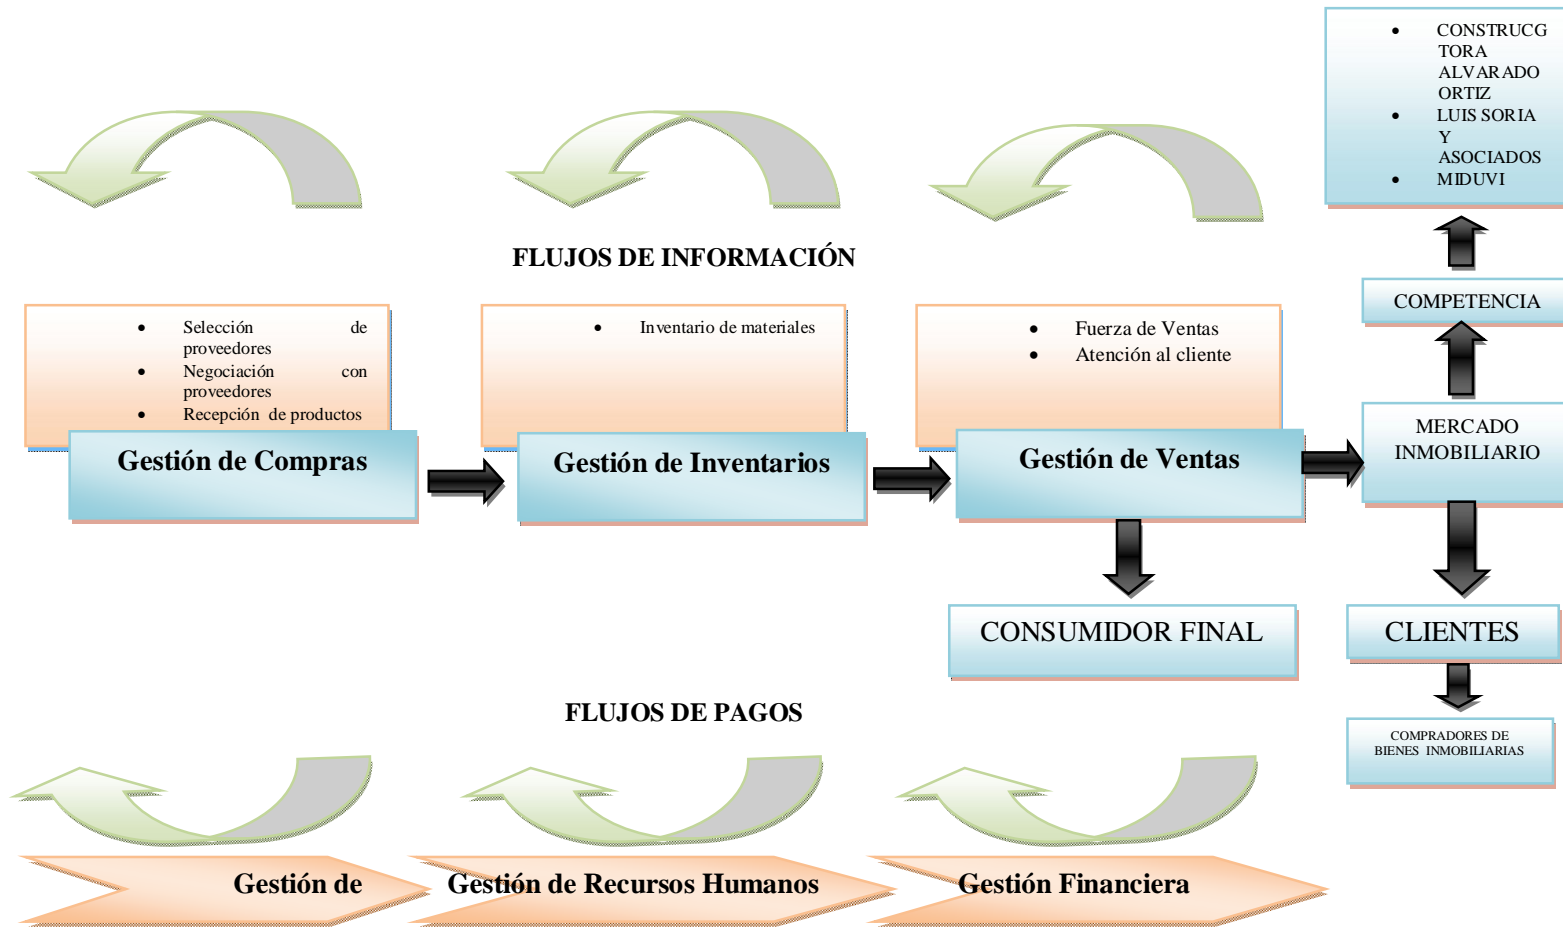 • CONSTRUCG
TORA
ALVARADO
ORTIZ
• LUIS SORIA
Y
ASOCIADOS
• MIDUVI
FLUJOS DE INFORMACIÓN
COMPETENCIA
• Selección de
proveedores
• Negociación con
proveedores
• Recepción de productos
• Inventario de materiales
• Fuerza de Ventas
• Atención al cliente
Gestión de Compras
Gestión de Inventarios
Gestión de Ventas
MERCADO
INMOBILIARIO
CONSUMIDOR FINAL
CLIENTES
FLUJOS DE PAGOS
COMPRADORES DE
BIENES INMOBILIARIAS
Gestión de
Gestión de Recursos Humanos
Gestión Financiera